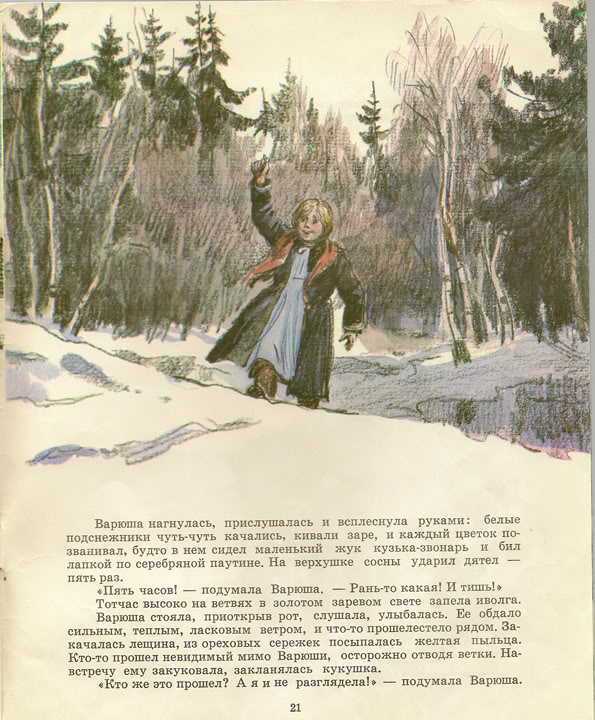 Варюша нагнулась, прислушалась и всплеснула руками: белые
подснежники чуть-чуть качались, кивали заре, и каждый цветок по-
званивал, будто в нем сидел маленький жук кузька-звонарь и бил
лапкой по серебряной паутине. На верхушке сосны ударил дятел —
пять раз.
«Пять часов! — подумала Варюша. — Рань-то какая! И тишь!»
Тотчас высоко на ветвях в золотом заревом свете запела иволга.
Варюша стояла, приоткрыв рот, слушала, улыбалась. Ее обдало
сильным, теплым, ласковым ветром, и что-то прошелестело рядом. За-
качалась лещина, из ореховых сережек посыпалась желтая пыльца.
Кто-то прошел невидимый мимо Варюши, осторожно отводя ветки. На-
встречу ему закуковала, закланялась кукушка.
«Кто же это прошел? А я и не разглядела!» — подумала Варюша.
21